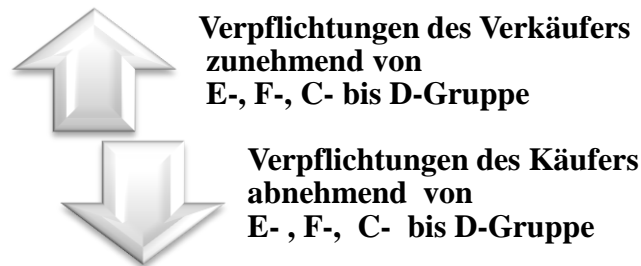 Verpflichtungen des Verkäufers
zunehmend von
E-, F-, C- bis D-Gruppe
Verpflichtungen des Käufers
abnehmend von
E- , F-, C- bis D-Gruppe